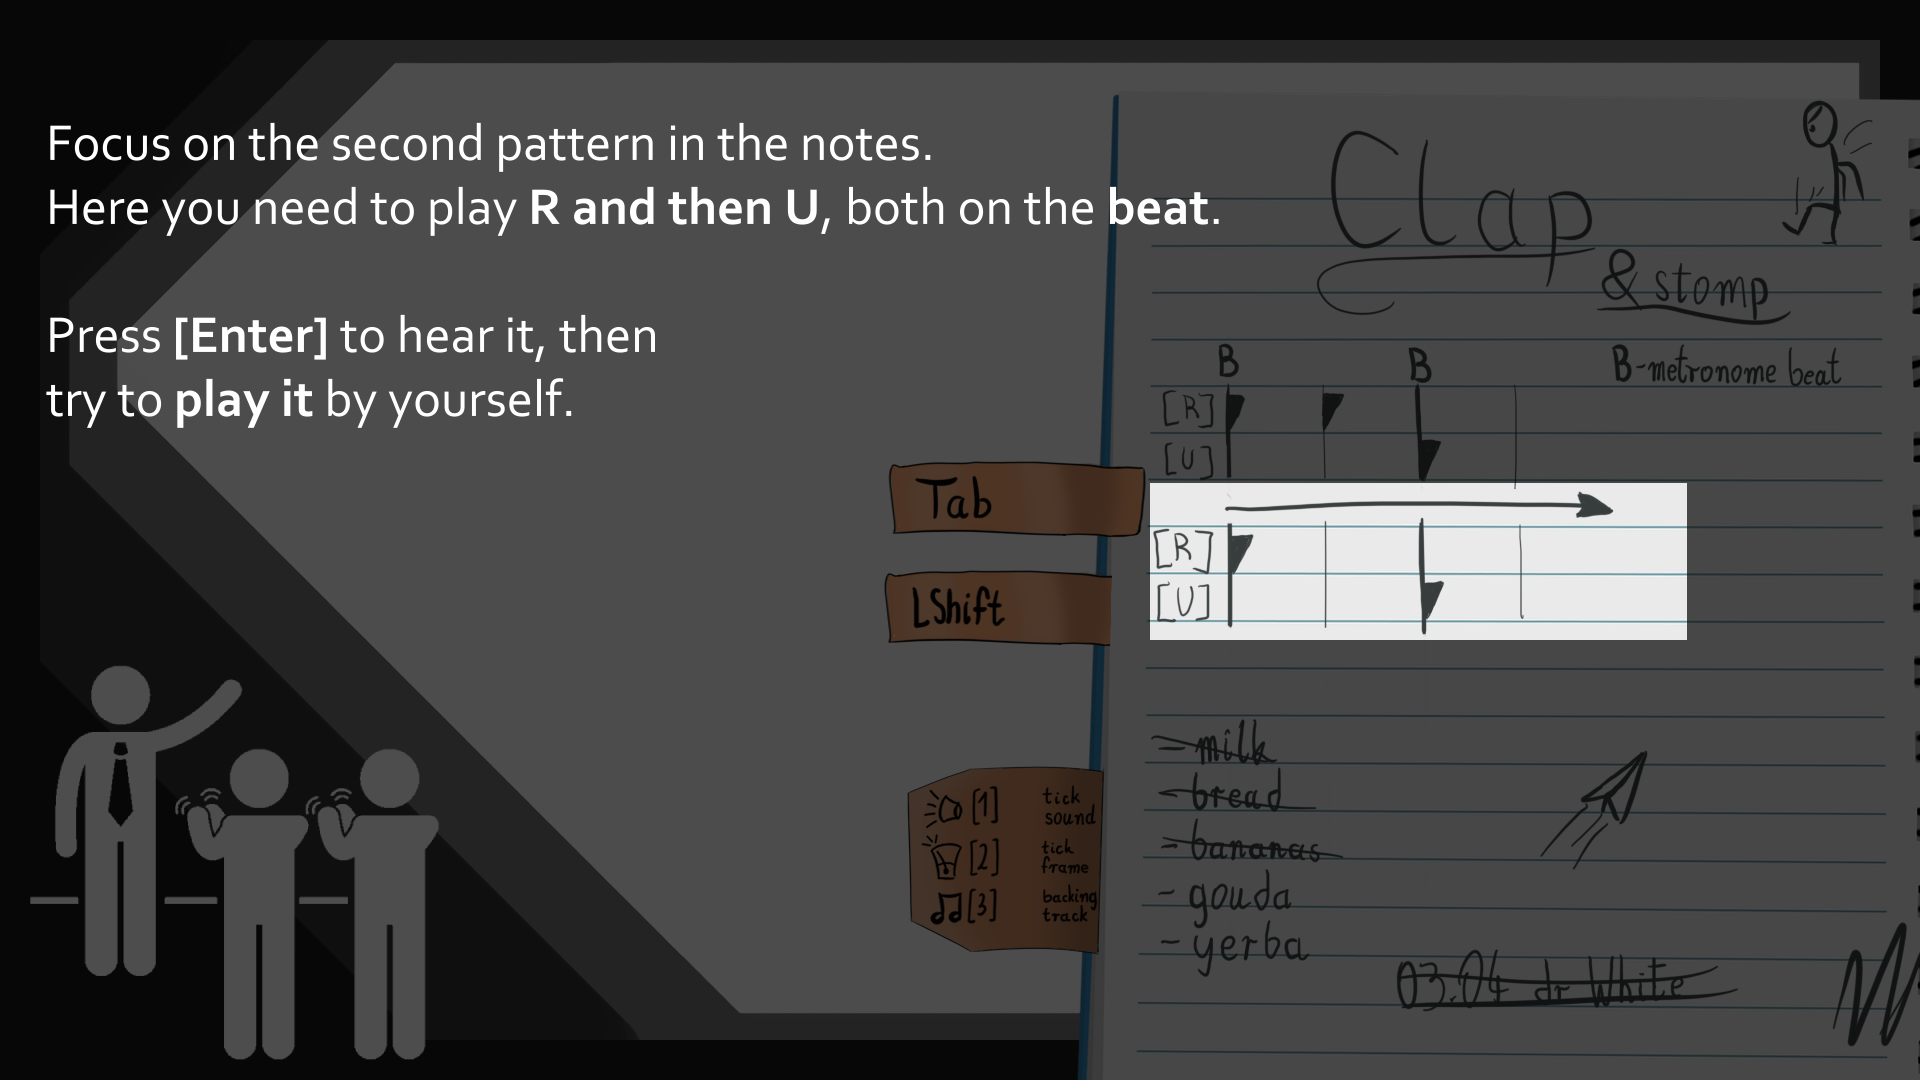 Focus on the second pattern in the notes.
Here you need to play R and then U, both on the beat.
Press [Enter] to hear it, then
try to play it by yourself.
Clap
& stomp
B B B-metronome beat
[R]
[U]
Tab
[R]
LShift
[U]
- milk
- bread
- bananas
- gouda
- yerba
[1] tick sound
[2] tick frame
[3] backing track
03.04 dr White